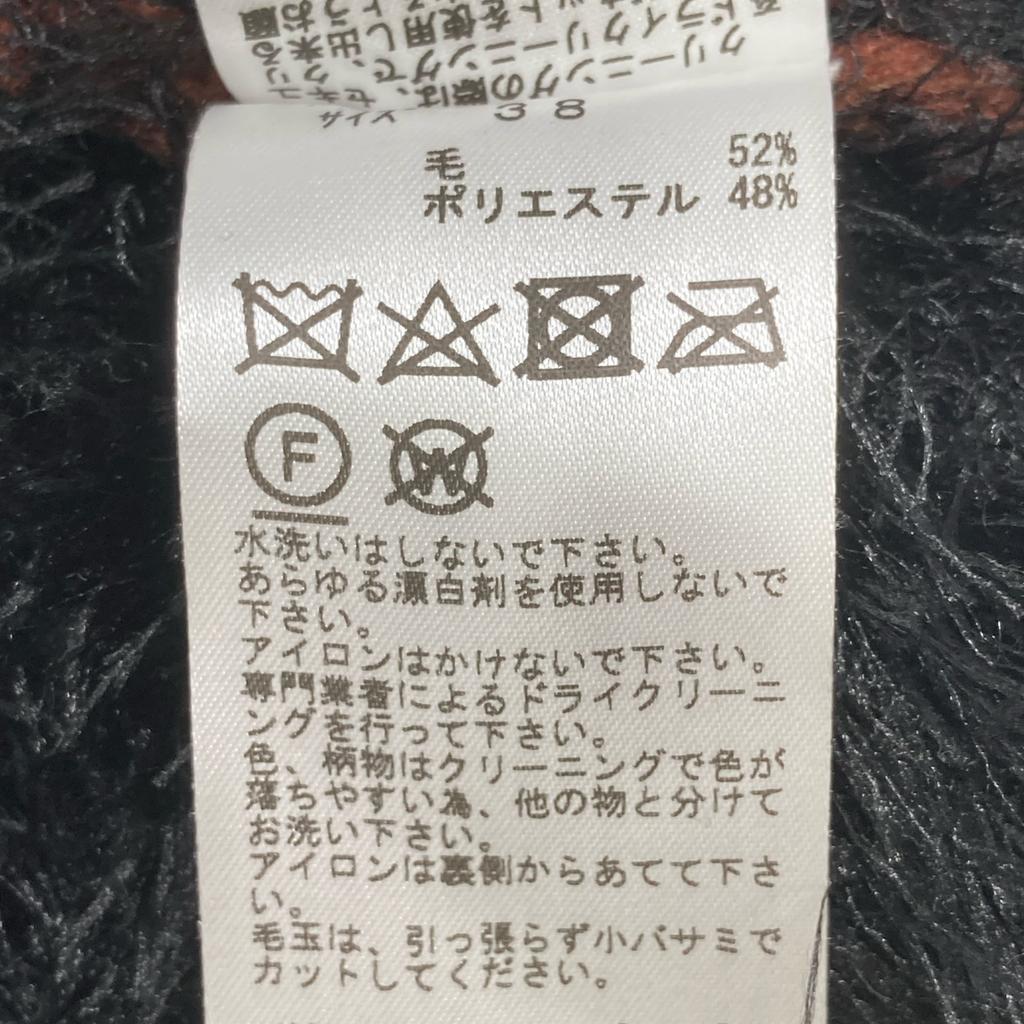 サイズ 38
毛 52%
ポリエステル 48%
F
W
水洗いはしないで下さい。
あらゆる漂白剤を使用しないで
下さい。
アイロンはかけないで下さい。
専門業者によるドライクリーニ
ングを行って下さい。
色、柄物はクリーニングで色が
落ちやすい為、他の物と分けて
お洗い下さい。
アイロンは裏側からあてて下さ
い。
毛玉は、引っ張らず小バサミで
カットしてください。